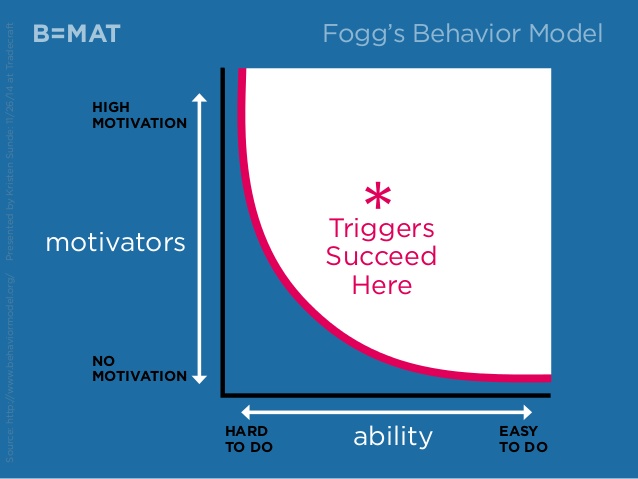 B=MAT
Fogg's Behavior Model
HIGH
MOTIVATION
motivators
NO
MOTIVATION
*
Triggers
Succeed
Here
HARD
TO DO
ability
EASY
TO DO
Source: http://www.behaviormodel.org/ Presented by Kristen Sunde: 11/26/14 at Tradecraft